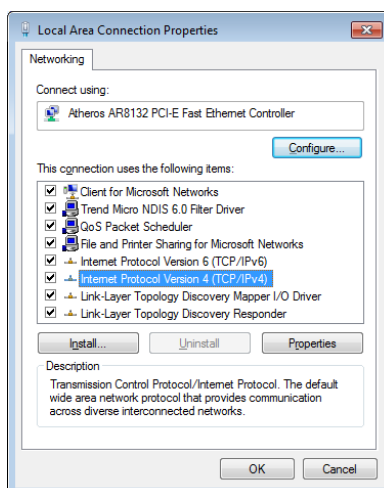 Local Area Connection Properties
Networking
Connect using:
Atheros AR8132 PCI-E Fast Ethernet Controller
Configure...
This connection uses the following items:
Client for Microsoft Networks
Trend Micro NDIS 6.0 Filter Driver
QoS Packet Scheduler
File and Printer Sharing for Microsoft Networks
Internet Protocol Version 6 (TCP/IPv6)
Internet Protocol Version 4 (TCP/IPv4)
Link-Layer Topology Discovery Mapper I/O Driver
Link-Layer Topology Discovery Responder
Install...
Uninstall
Properties
Description
Transmission Control Protocol/Internet Protocol. The default
wide area network protocol that provides communication
across diverse interconnected networks.
OK
Cancel